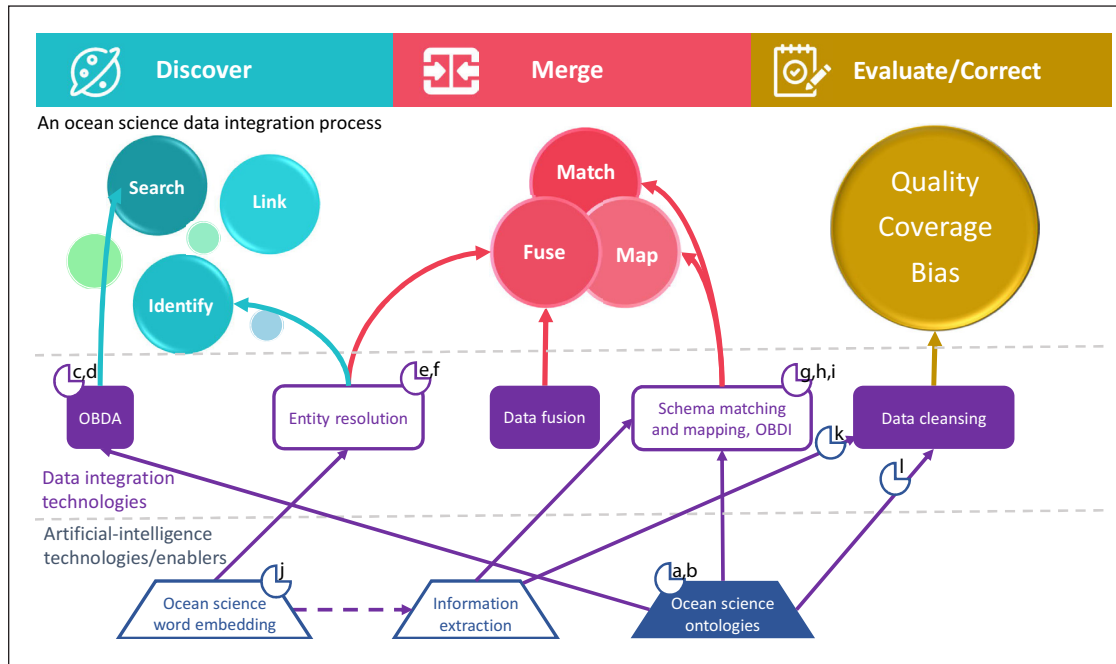 Discover
Merge
Evaluate/Correct
An ocean science data integration process
Search
Link
Identify
Match
Fuse
Map
Quality
Coverage
Bias
c,d
OBDA
e,f
Entity resolution
Data fusion
g,h,i
Schema matching
and mapping, OBDI
Data cleansing
k
l
Data integration
technologies
Artificial-intelligence
technologies/enablers
j
Ocean science
word embedding
Information
extraction
a,b
Ocean science
ontologies